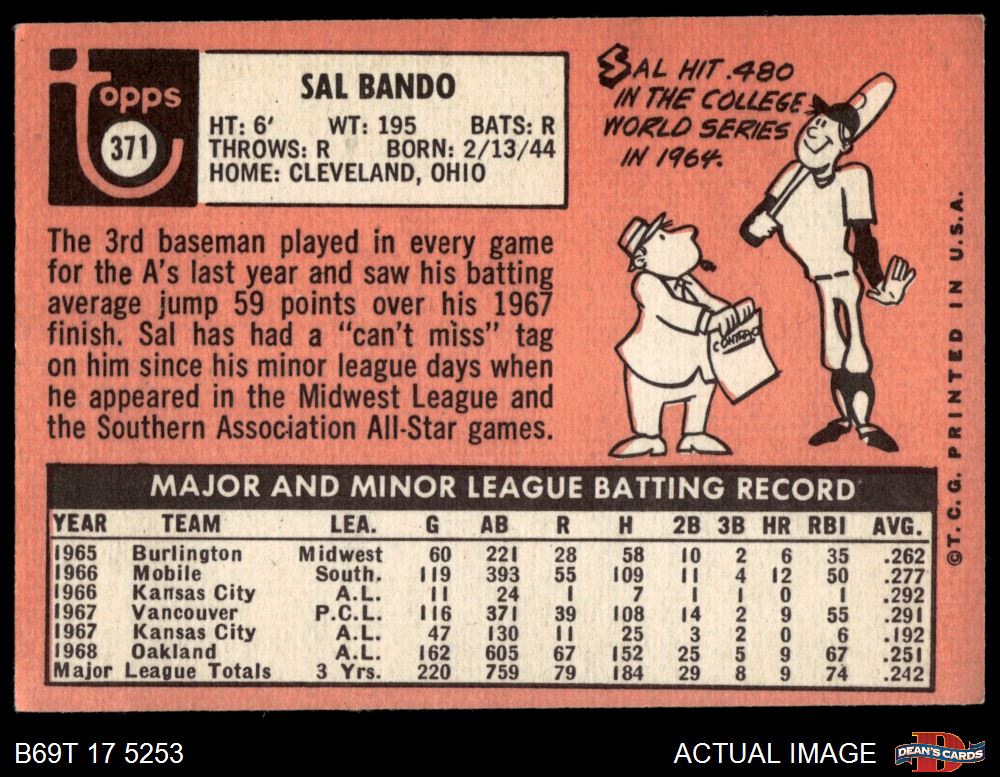 topps
371
SAL BANDO
HT: 6' WT: 195 BATS: R
THROWS: R BORN: 2/13/44
HOME: CLEVELAND, OHIO
SAL HIT .480
IN THE COLLEGE
WORLD SERIES
IN 1964.
CONTRACT
The 3rd baseman played in every game
for the A's last year and saw his batting
average jump 59 points over his 1967
finish. Sal has had a "can't miss" tag
on him since his minor league days when
he appeared in the Midwest League and
the Southern Association All-Star games.
MAJOR AND MINOR LEAGUE BATTING RECORD
YEAR TEAM LEA. G AB R H 2B 3B HR RBI AVG.
1965 Burlington Midwest 60 221 28 58 10 2 6 35 .262
1966 Mobile South. 119 393 55 109 11 4 12 50 .277
1966 Kansas City A.L. 11 24 1 7 1 1 0 1 .292
1967 Vancouver P.C.L. 116 371 39 108 14 2 9 55 .291
1967 Kansas City A.L. 47 130 11 25 3 2 0 6 .192
1968 Oakland A.L. 162 605 67 152 25 5 9 67 .251
Major League Totals 3 Yrs. 220 759 79 184 29 8 9 74 .242
©T. C. G. PRINTED IN U.S.A.
B69T 17 5253
ACTUAL IMAGE
D
DEAN'S CARDS